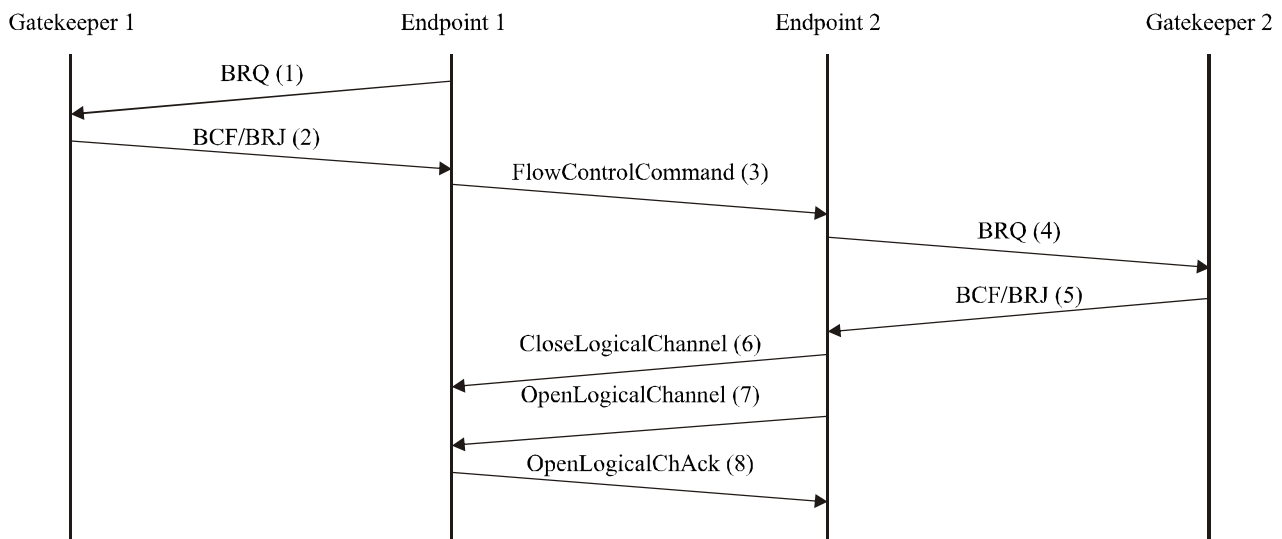 Gatekeeper 1 Endpoint 1 Endpoint 2 Gatekeeper 2
BRQ (1)
BCF/BRJ (2)
FlowControlCommand (3)
BRQ (4)
BCF/BRJ (5)
CloseLogicalChannel (6)
OpenLogicalChannel (7)
OpenLogicalChAck (8)